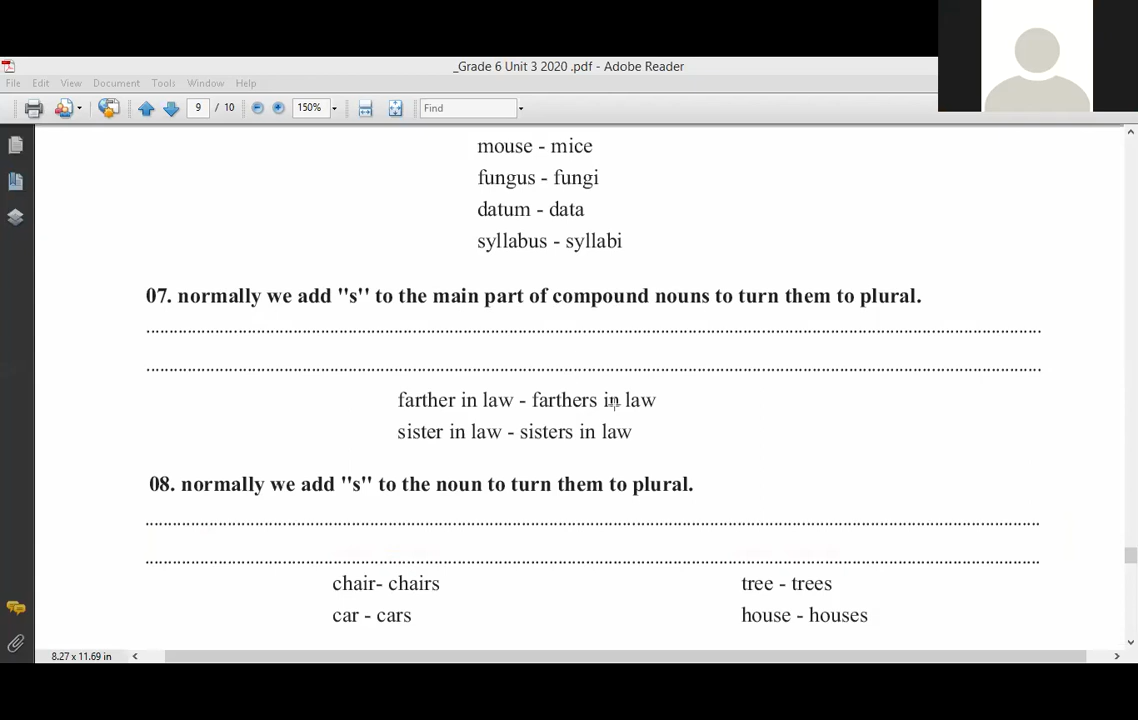 _Grade 6 Unit 3 2020 .pdf - Adobe Reader
File Edit View Document Tools Window Help
9 / 10 150% Find
mouse - mice
fungus - fungi
datum - data
syllabus - syllabi
07. normally we add "s" to the main part of compound nouns to turn them to plural.
................................................................................
................................................................................
farther in law - farthers in law
sister in law - sisters in law
08. normally we add "s" to the noun to turn them to plural.
................................................................................
................................................................................
chair- chairs tree - trees
car - cars house - houses
8.27 x 11.69 in